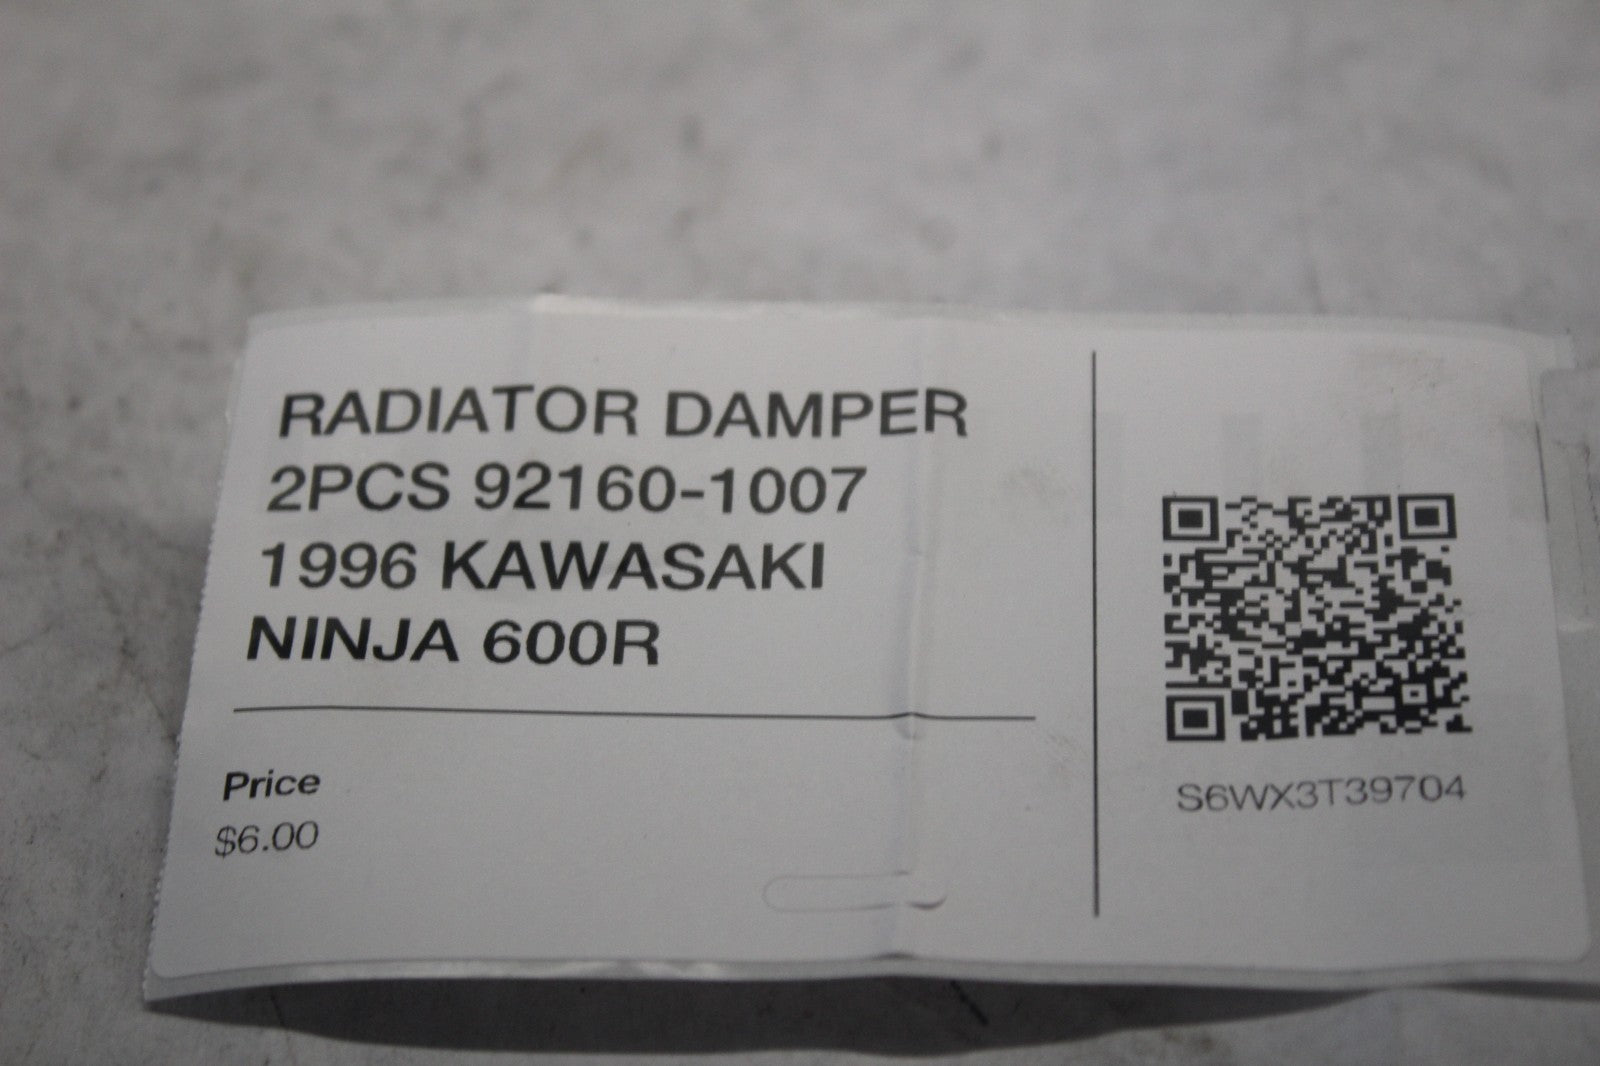 RADIATOR DAMPER
2PCS 92160-1007
1996 KAWASAKI
NINJA 600R
Price
$6.00
S6WX3T39704